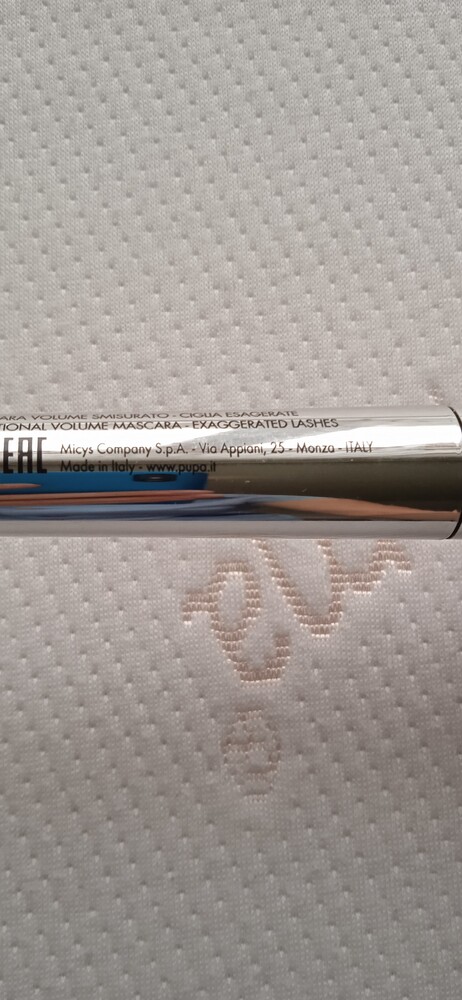 ARA VOLUME SMISURATO - CIGLIA ESAGERATE
TIONAL VOLUME MASCARA - EXAGGERATED LASHES
EAC Micys Company S.p.A. - Via Appiani, 25 - Monza - ITALY
Made in Italy - www.pupa.it